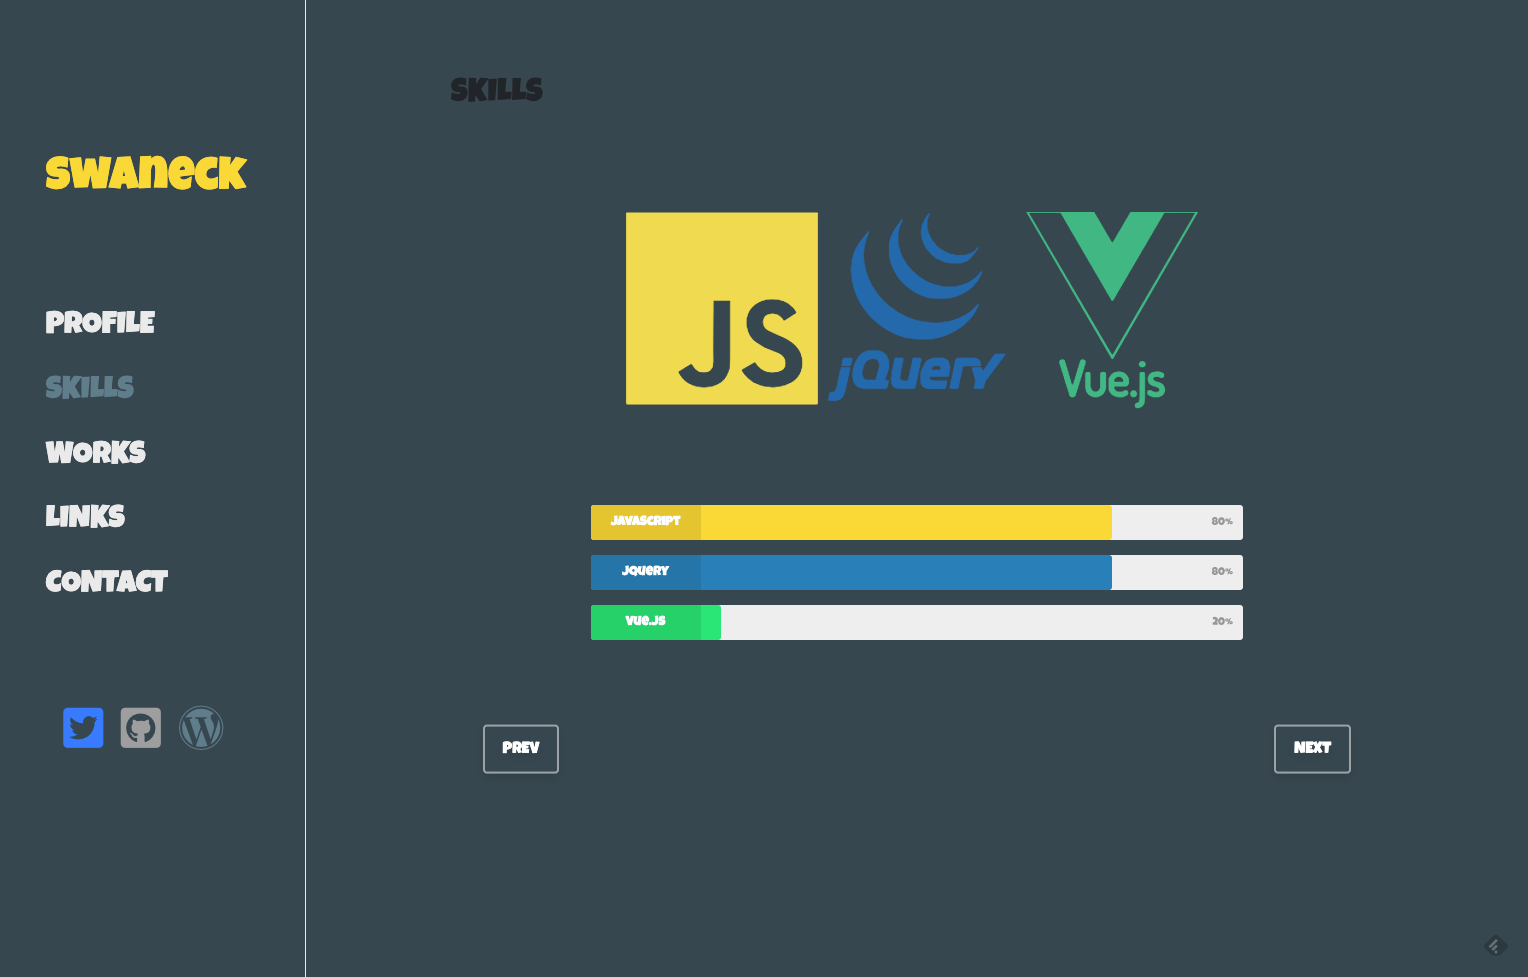 SWANECK
PROFILE
SKILLS
WORKS
LINKS
CONTACT
SKILLS
JS
jQuery
Vue.js
JAVASCRIPT 80%
JQUERY 80%
VUE.JS 20%
PREV
NEXT